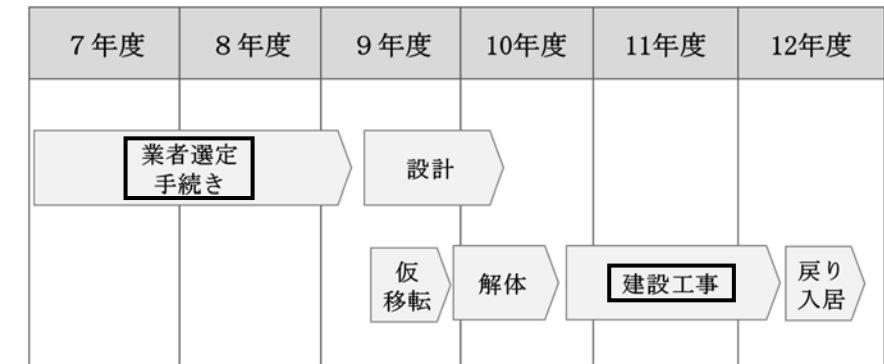 7年度 8年度 9年度 10年度 11年度 12年度
業者選定
手続き
設計
仮
移転
解体
建設工事
戻り
入居